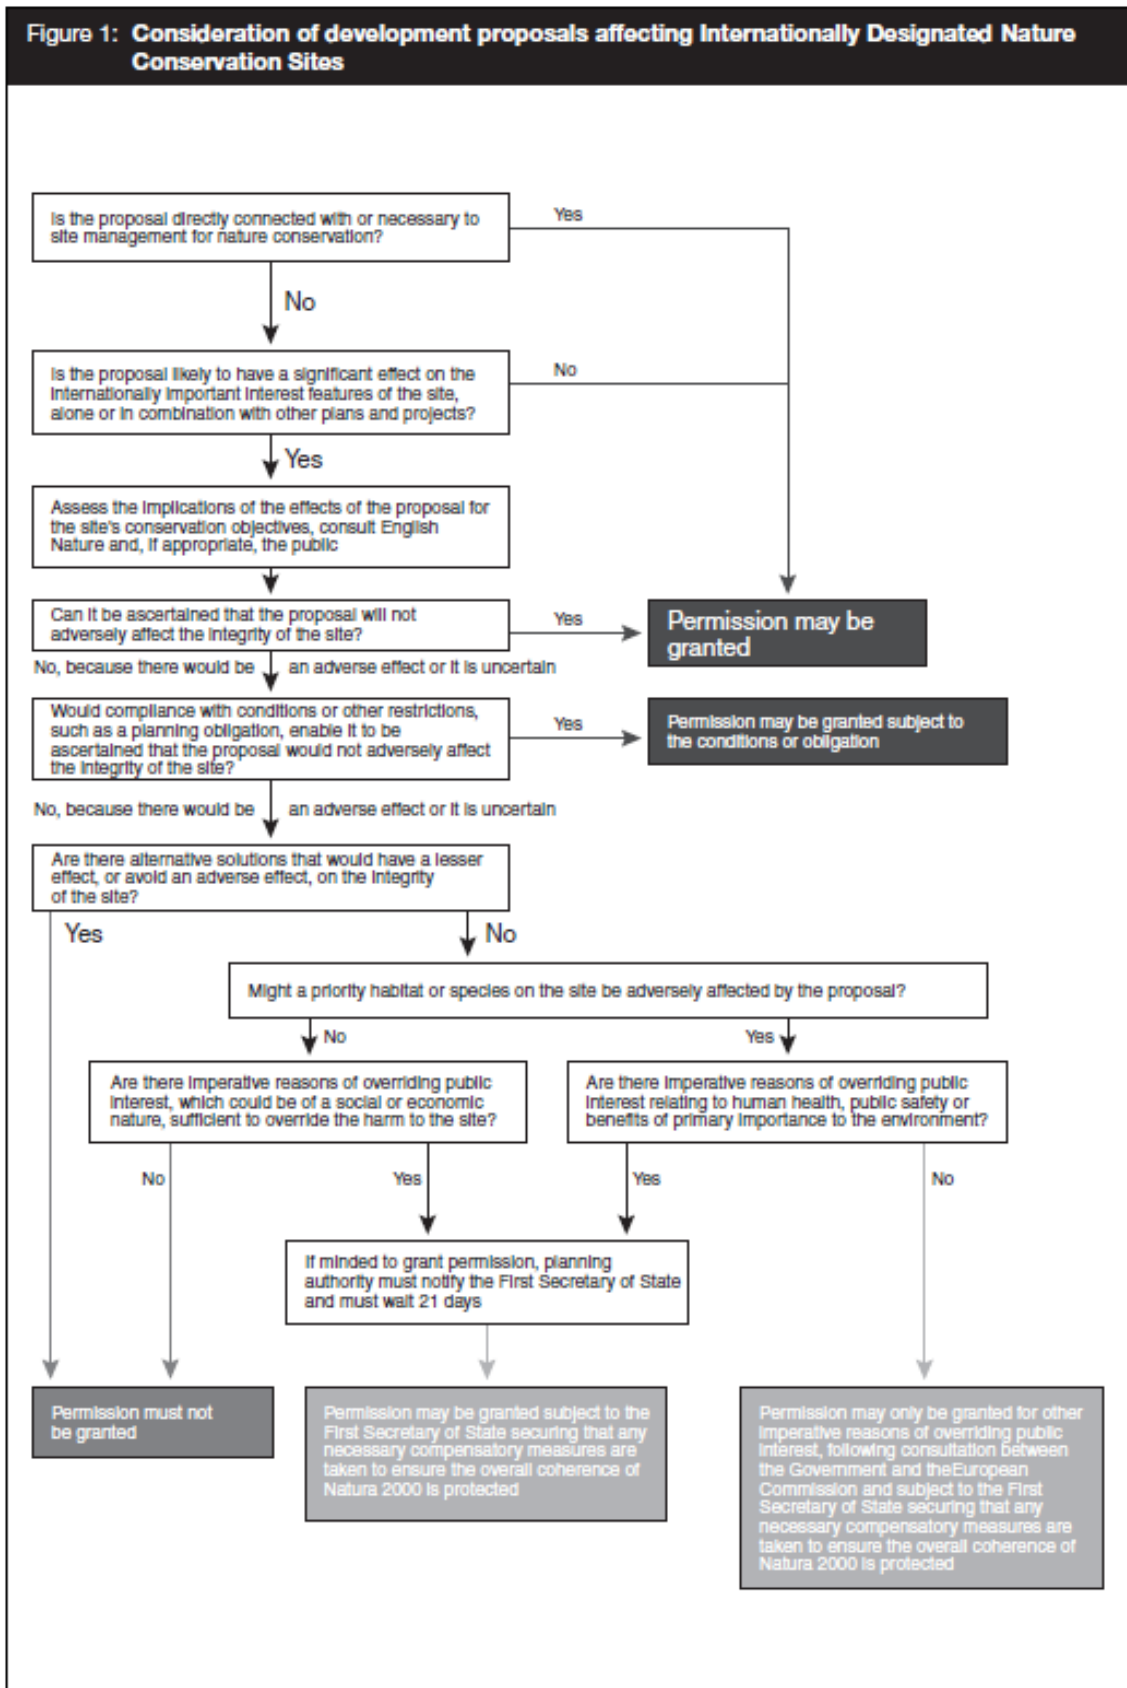 Figure 1: Consideration of development proposals affecting Internationally Designated Nature
Conservation Sites
Is the proposal directly connected with or necessary to
site management for nature conservation?
Yes
No
Is the proposal likely to have a significant effect on the
internationally important interest features of the site,
alone or in combination with other plans and projects?
No
Yes
Assess the implications of the effects of the proposal for
the site's conservation objectives, consult English
Nature and, if appropriate, the public
Can it be ascertained that the proposal will not
adversely affect the integrity of the site?
Yes
Permission may be
granted
No, because there would be an adverse effect or it is uncertain
Would compliance with conditions or other restrictions,
such as a planning obligation, enable it to be
ascertained that the proposal would not adversely affect
the integrity of the site?
Yes
Permission may be granted subject to
the conditions or obligation
No, because there would be an adverse effect or it is uncertain
Are there alternative solutions that would have a lesser
effect, or avoid an adverse effect, on the integrity
of the site?
Yes
No
Might a priority habitat or species on the site be adversely affected by the proposal?
No
Yes
Are there imperative reasons of overriding public
interest, which could be of a social or economic
nature, sufficient to override the harm to the site?
Are there imperative reasons of overriding public
interest relating to human health, public safety or
benefits of primary importance to the environment?
No
Yes
Yes
No
If minded to grant permission, planning
authority must notify the First Secretary of State
and must wait 21 days
Permission must not
be granted
Permission may be granted subject to the
First Secretary of State securing that any
necessary compensatory measures are
taken to ensure the overall coherence of
Natura 2000 is protected
Permission may only be granted for other
imperative reasons of overriding public
interest, following consultation between
the Government and theEuropean
Commission and subject to the First
Secretary of State securing that any
necessary compensatory measures are
taken to ensure the overall coherence of
Natura 2000 is protected